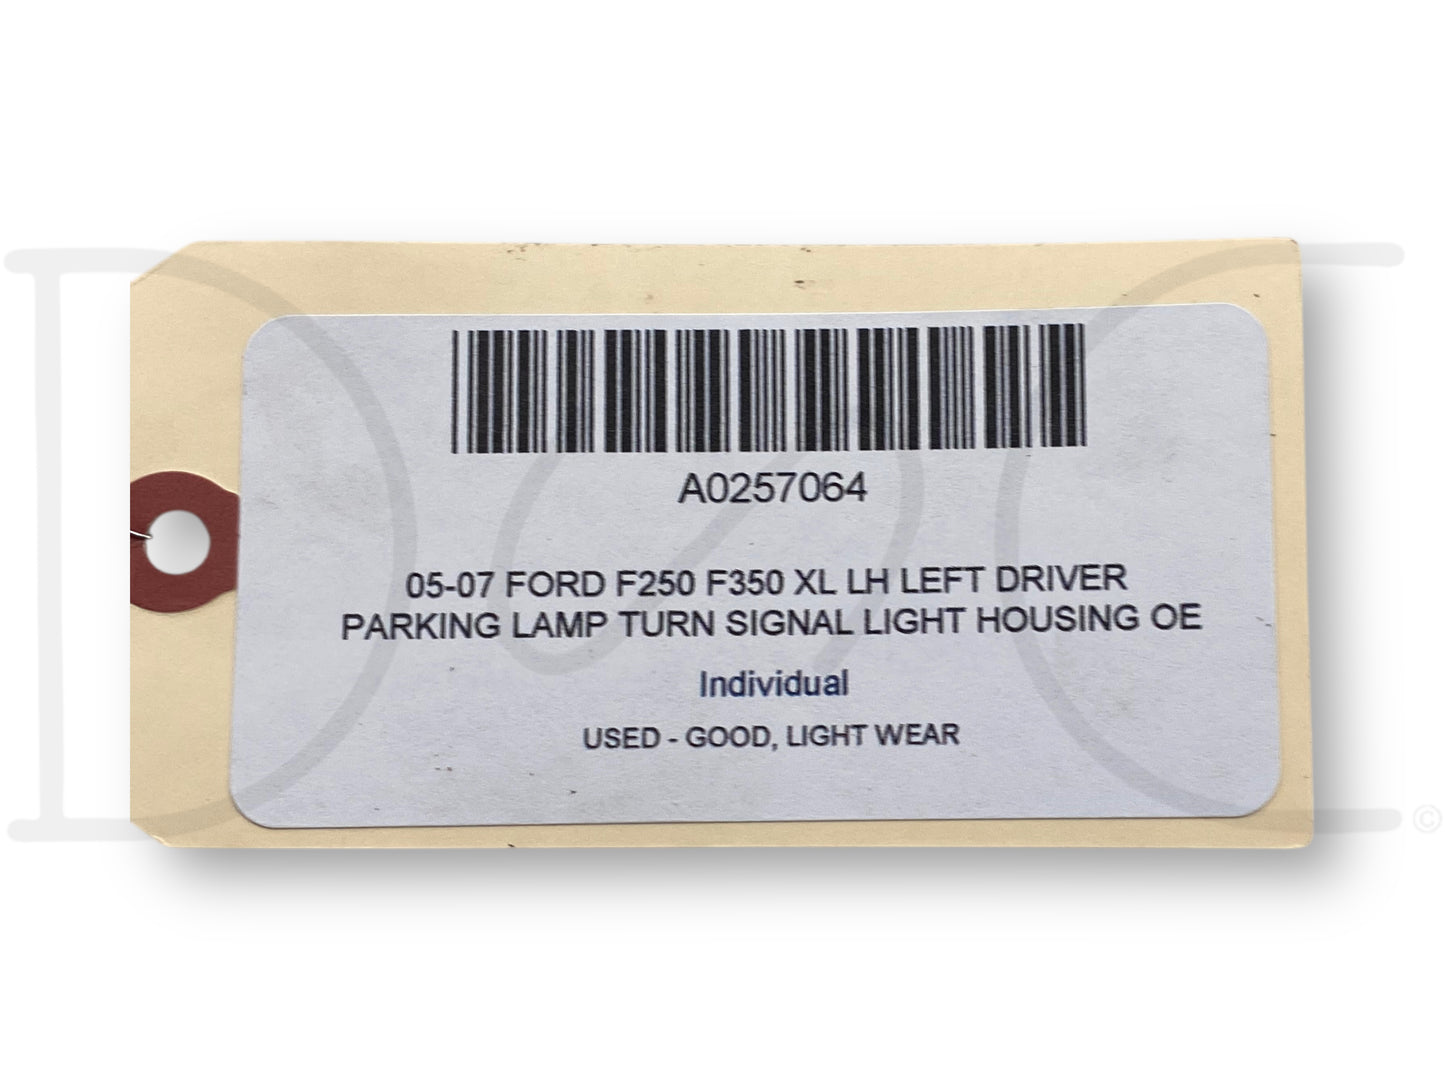 A0257064
05-07 FORD F250 F350 XL LH LEFT DRIVER
PARKING LAMP TURN SIGNAL LIGHT HOUSING OE
Individual
USED - GOOD, LIGHT WEAR
©